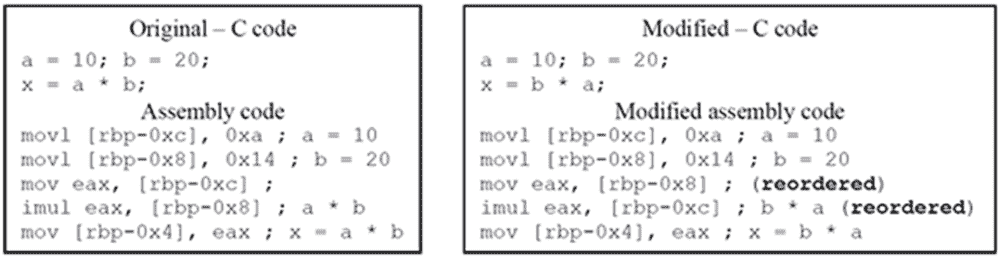 Original – C code
a = 10; b = 20;
x = a * b;
Assembly code
movl [rbp-0xc], 0xa ; a = 10
movl [rbp-0x8], 0x14 ; b = 20
mov eax, [rbp-0xc] ;
imul eax, [rbp-0x8] ; a * b
mov [rbp-0x4], eax ; x = a * b
Modified – C code
a = 10; b = 20;
x = b * a;
Modified assembly code
movl [rbp-0xc], 0xa ; a = 10
movl [rbp-0x8], 0x14 ; b = 20
mov eax, [rbp-0x8] ; (reordered)
imul eax, [rbp-0xc] ; b * a (reordered)
mov [rbp-0x4], eax ; x = b * a